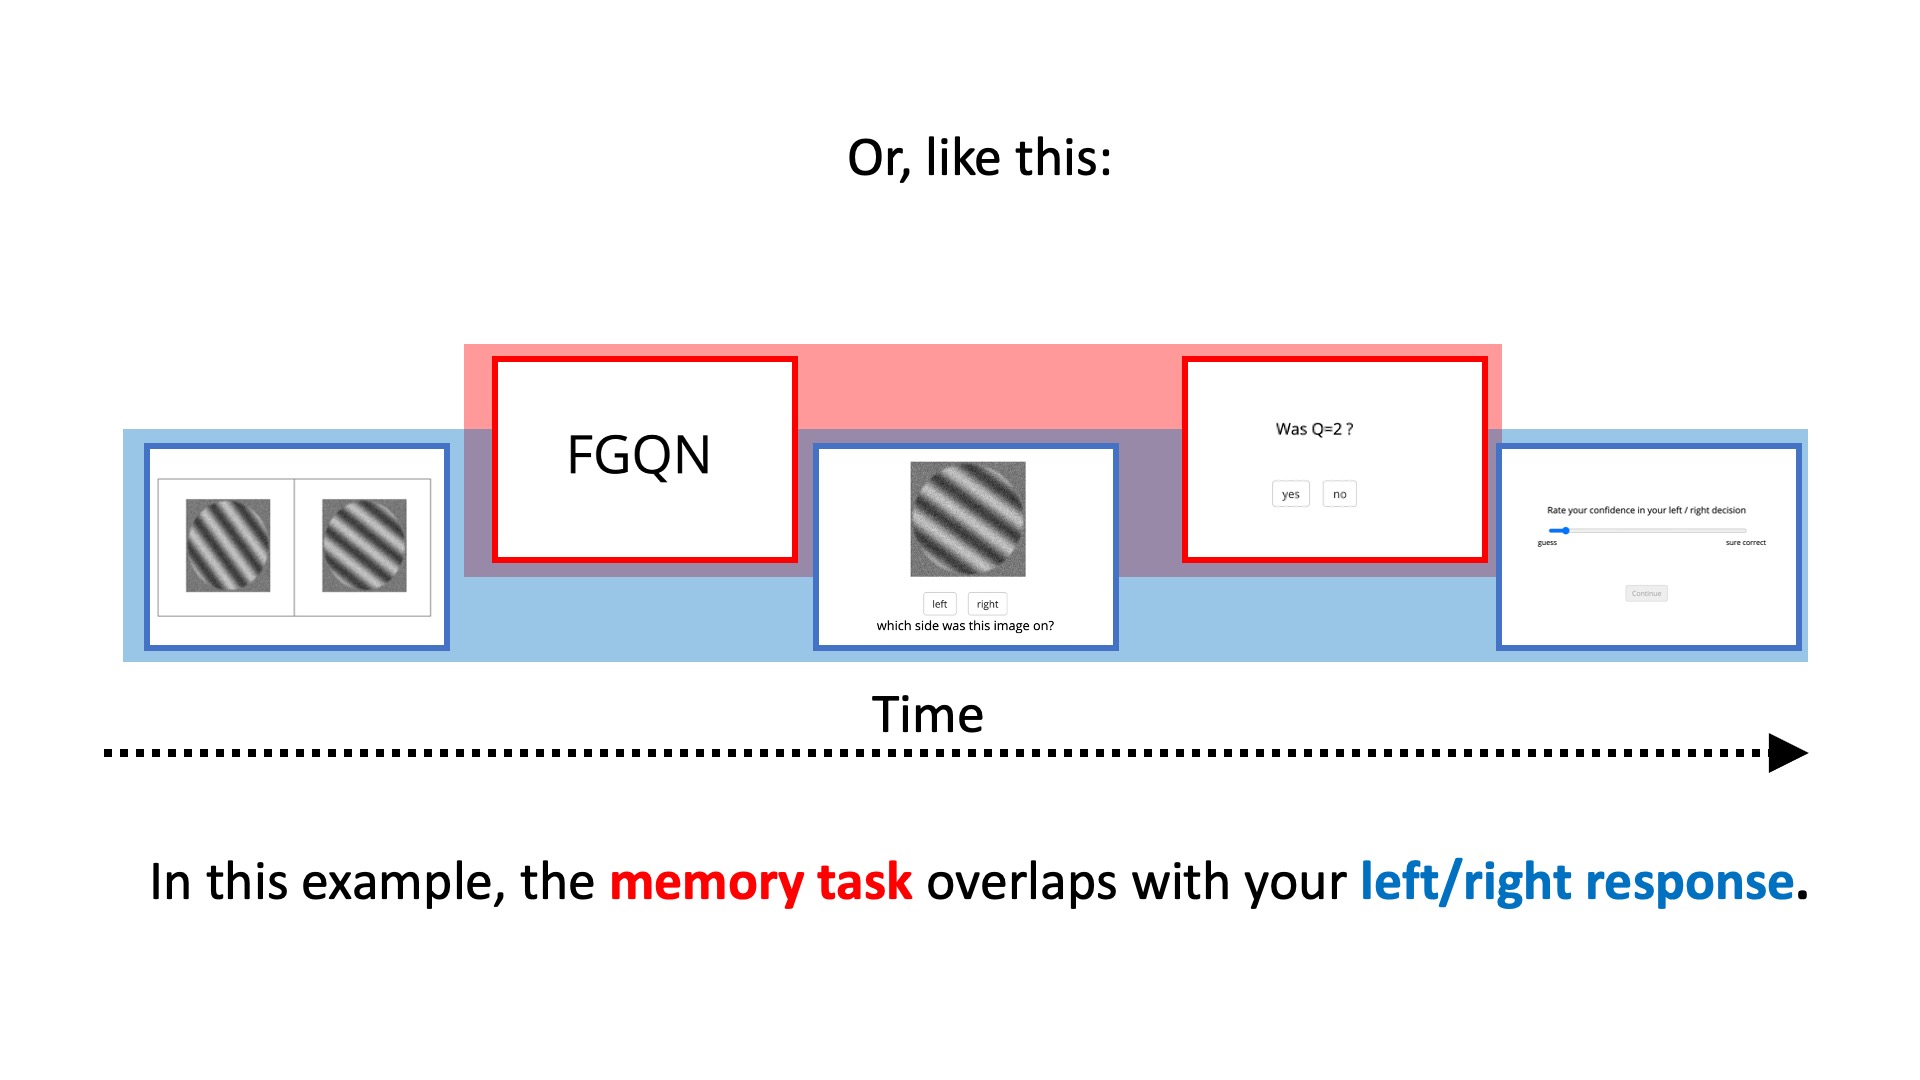 Or, like this:
FGQN
left right
which side was this image on?
Was Q=2 ?
yes no
Rate your confidence in your left / right decision
guess sure correct
Continue
Time
In this example, the memory task overlaps with your left/right response.